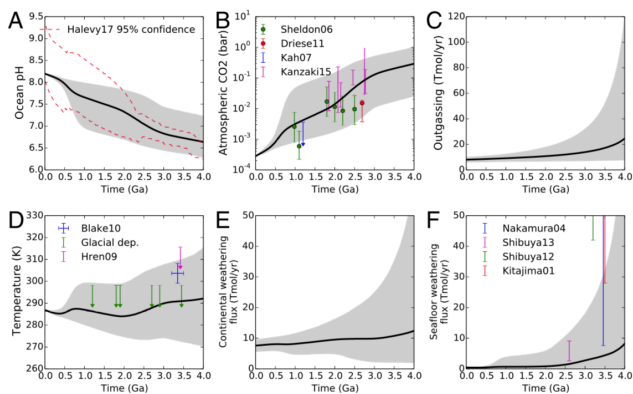 A
Halevy17 95% confidence
Ocean pH
9.5
9.0
8.5
8.0
7.5
7.0
6.5
6.0
0.0 0.5 1.0 1.5 2.0 2.5 3.0 3.5 4.0
Time (Ga)
B
Sheldon06
Driese11
Kah07
Kanzaki15
Atmospheric CO2 (bar)
10^1
10^0
10^-1
10^-2
10^-3
10^-4
0.0 0.5 1.0 1.5 2.0 2.5 3.0 3.5 4.0
Time (Ga)
C
Outgassing (Tmol/yr)
120
100
80
60
40
20
0
0.0 0.5 1.0 1.5 2.0 2.5 3.0 3.5 4.0
Time (Ga)
D
Blake10
Glacial dep.
Hren09
Temperature (K)
330
320
310
300
290
280
270
260
0.0 0.5 1.0 1.5 2.0 2.5 3.0 3.5 4.0
Time (Ga)
E
Continental weathering
flux (Tmol/yr)
50
40
30
20
10
0
0.0 0.5 1.0 1.5 2.0 2.5 3.0 3.5 4.0
Time (Ga)
F
Nakamura04
Shibuya13
Shibuya12
Kitajima01
Seafloor weathering
flux (Tmol/yr)
50
40
30
20
10
0
0.0 0.5 1.0 1.5 2.0 2.5 3.0 3.5 4.0
Time (Ga)